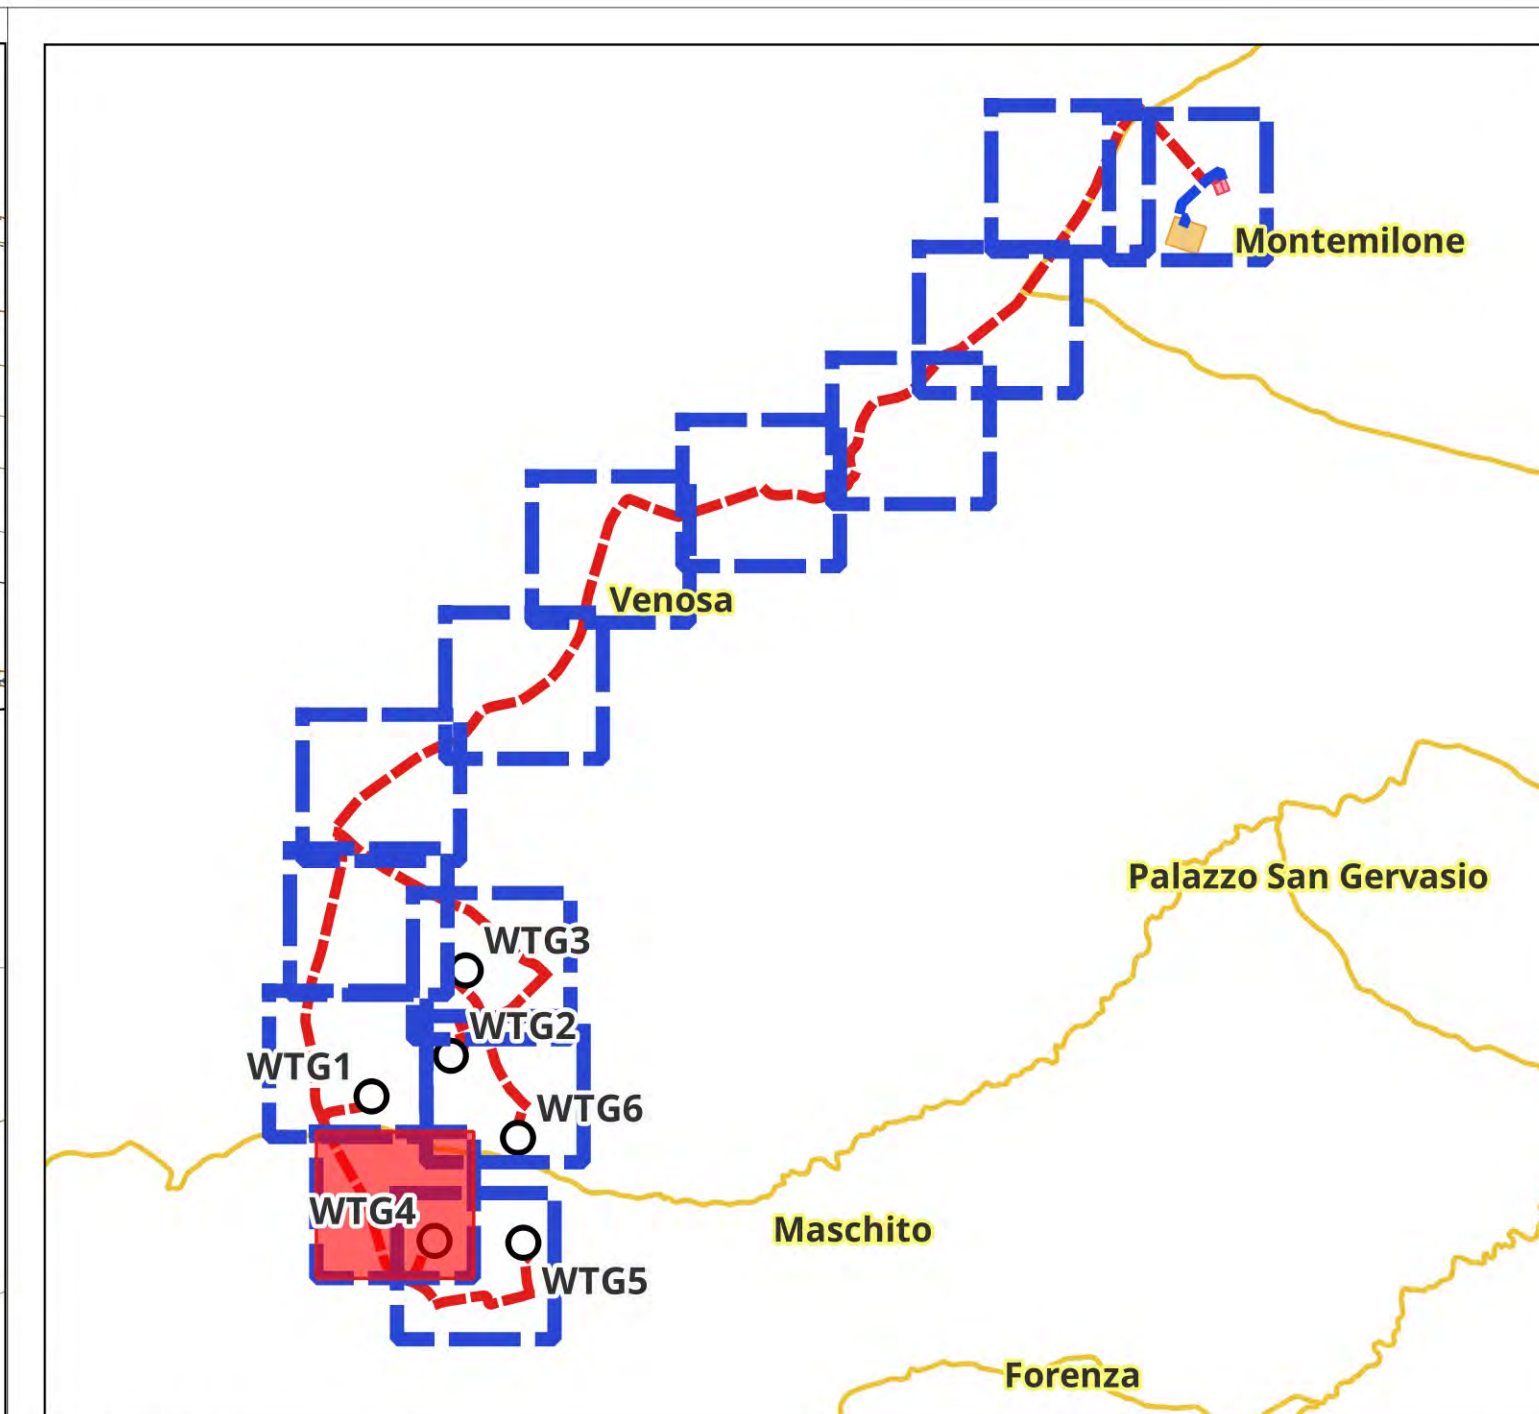 Montemilone
Venosa
Palazzo San Gervasio
WTG3
WTG2
WTG1
WTG6
WTG4
Maschito
WTG5
Forenza